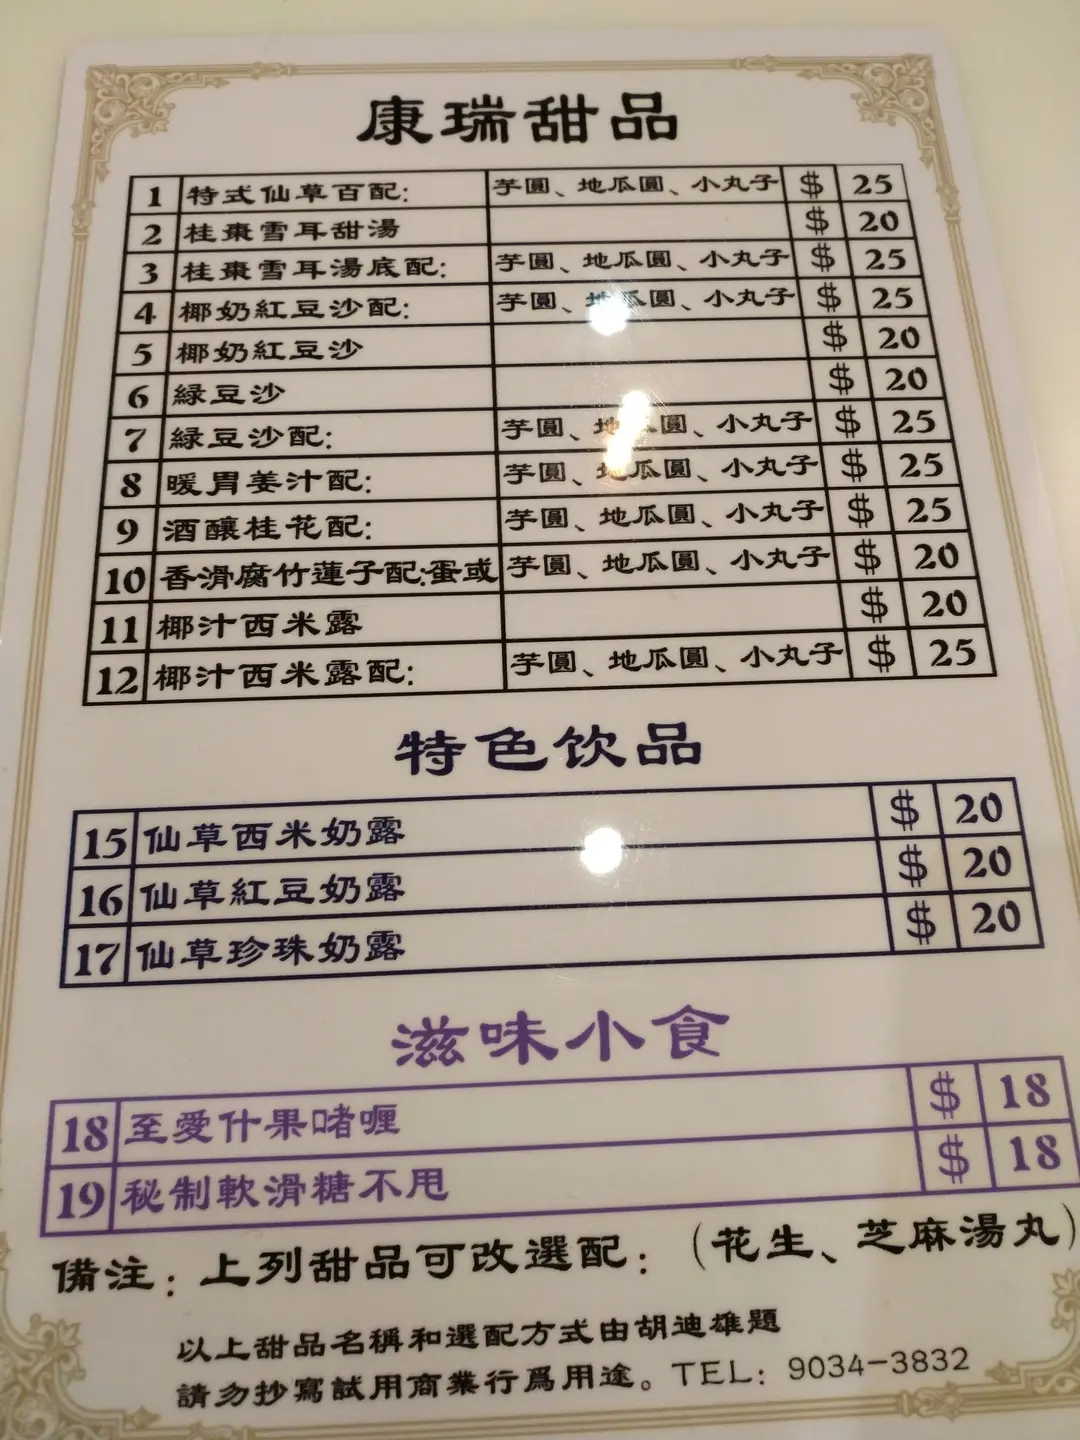 康瑞甜品
1 特式仙草百配: 芋圓、地瓜圓、小丸子 $ 25
2 桂棗雪耳甜湯 $ 20
3 桂棗雪耳湯底配: 芋圓、地瓜圓、小丸子 $ 25
4 椰奶紅豆沙配: 芋圓、地瓜圓、小丸子 $ 25
5 椰奶紅豆沙 $ 20
6 緑豆沙 $ 20
7 緑豆沙配: 芋圓、地瓜圓、小丸子 $ 25
8 暖胃姜汁配: 芋圓、地瓜圓、小丸子 $ 25
9 酒釀桂花配: 芋圓、地瓜圓、小丸子 $ 25
10 香滑腐竹蓮子配:蛋或 芋圓、地瓜圓、小丸子 $ 20
11 椰汁西米露 $ 20
12 椰汁西米露配: 芋圓、地瓜圓、小丸子 $ 25
特色饮品
15 仙草西米奶露 $ 20
16 仙草紅豆奶露 $ 20
17 仙草珍珠奶露 $ 20
滋味小食
18 至愛什果啫喱 $ 18
19 秘制軟滑糖不甩 $ 18
備注：上列甜品可改選配：（花生、芝麻湯丸）
以上甜品名稱和選配方式由胡迪雄題
請勿抄寫試用商業行爲用途。TEL：9034-3832